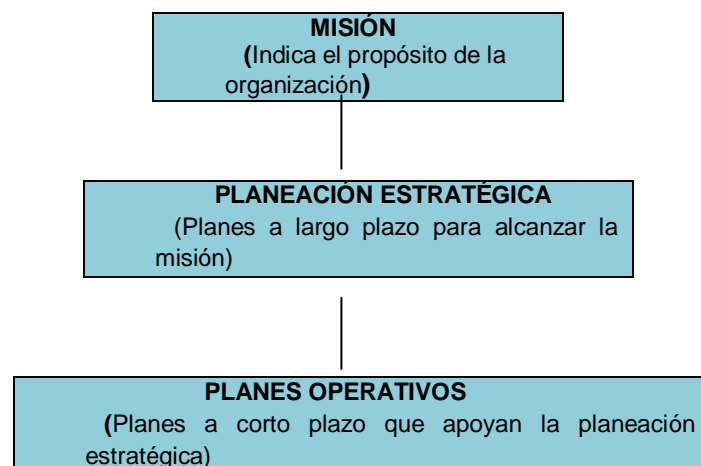 MISIÓN
(Indica el propósito de la
organización)
PLANEACIÓN ESTRATÉGICA
(Planes a largo plazo para alcanzar la
misión)
PLANES OPERATIVOS
(Planes a corto plazo que apoyan la planeación
estratégica)